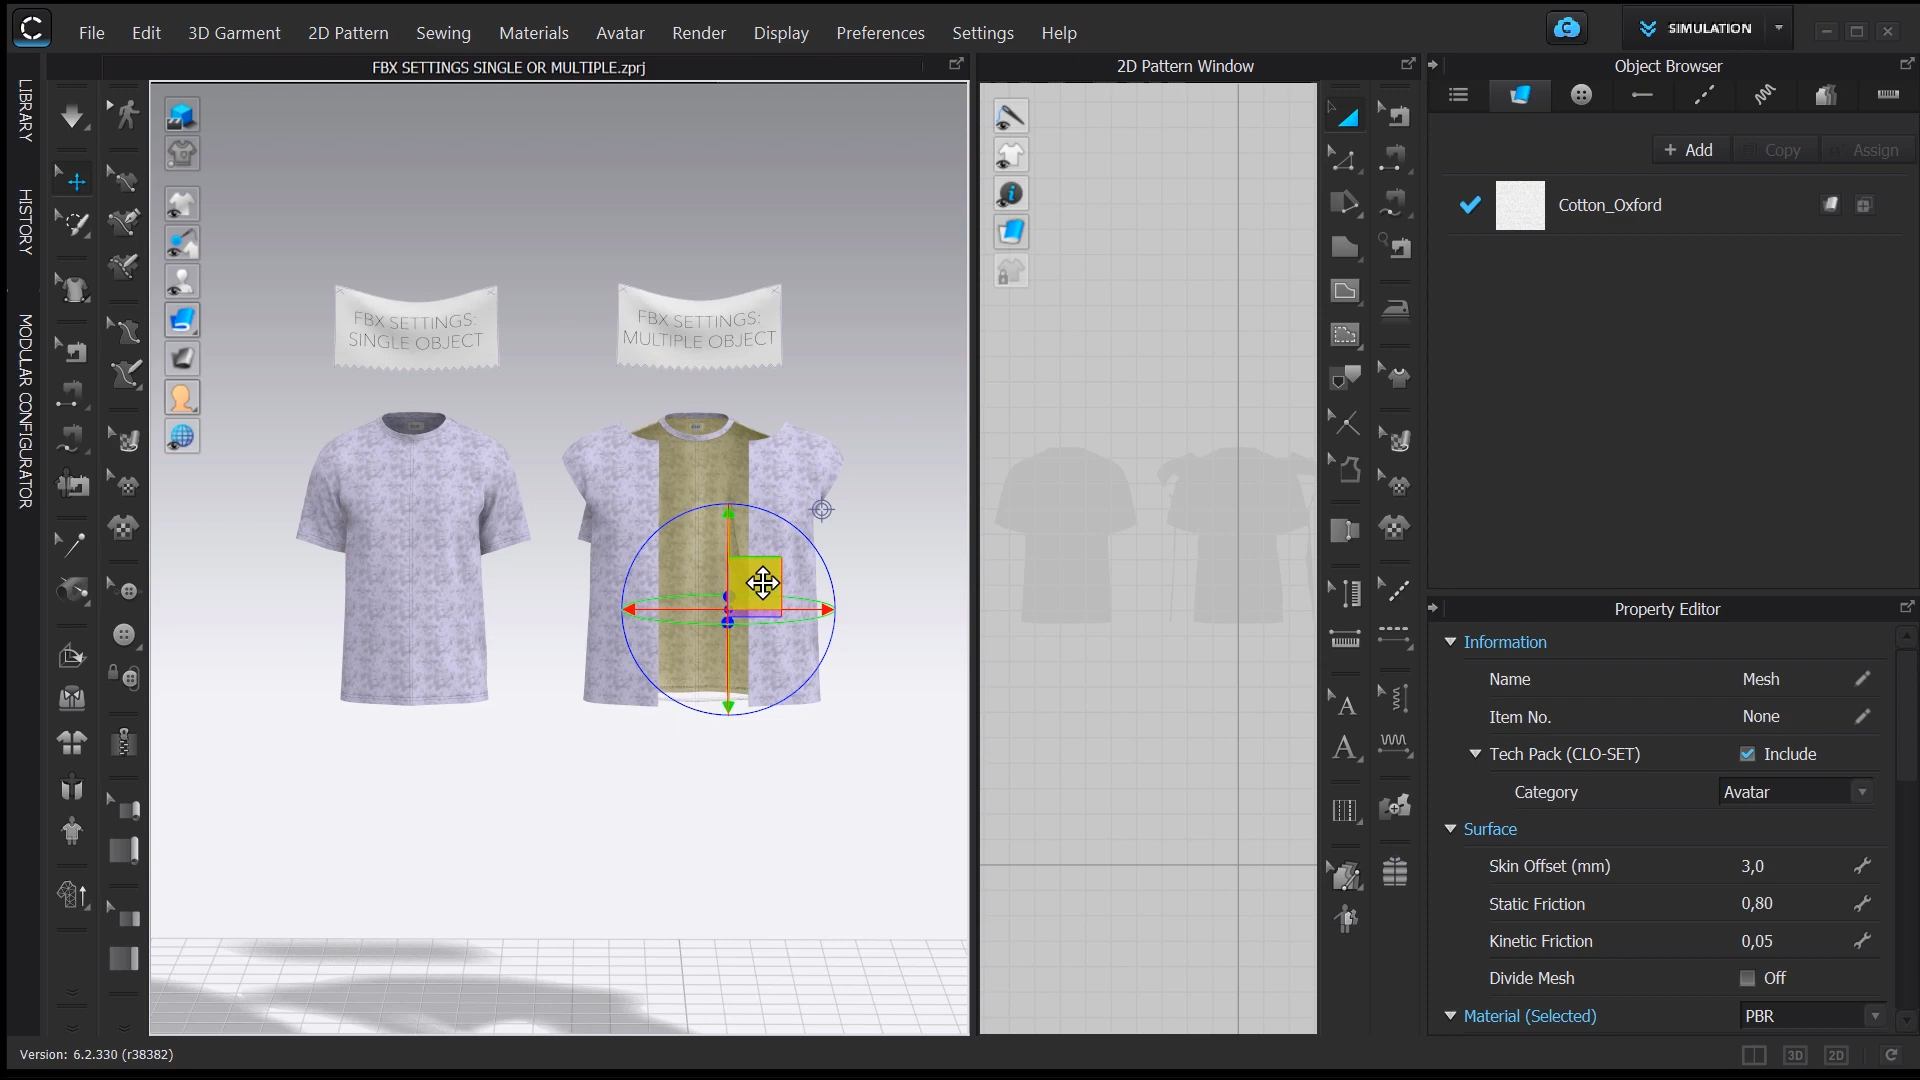 File Edit 3D Garment 2D Pattern Sewing Materials Avatar Render Display Preferences Settings Help
SIMULATION
FBX SETTINGS SINGLE OR MULTIPLE.zprj
2D Pattern Window
Object Browser
LIBRARY
HISTORY
MODULAR CONFIGURATOR
+ Add Copy Assign
Cotton_Oxford
FBX SETTINGS:
SINGLE OBJECT
FBX SETTINGS:
MULTIPLE OBJECT
Property Editor
Information
Name Mesh
Item No. None
Tech Pack (CLO-SET) Include
Category Avatar
Surface
Skin Offset (mm) 3,0
Static Friction 0,80
Kinetic Friction 0,05
Divide Mesh Off
Material (Selected) PBR
Version: 6.2.330 (r38382)
3D 2D